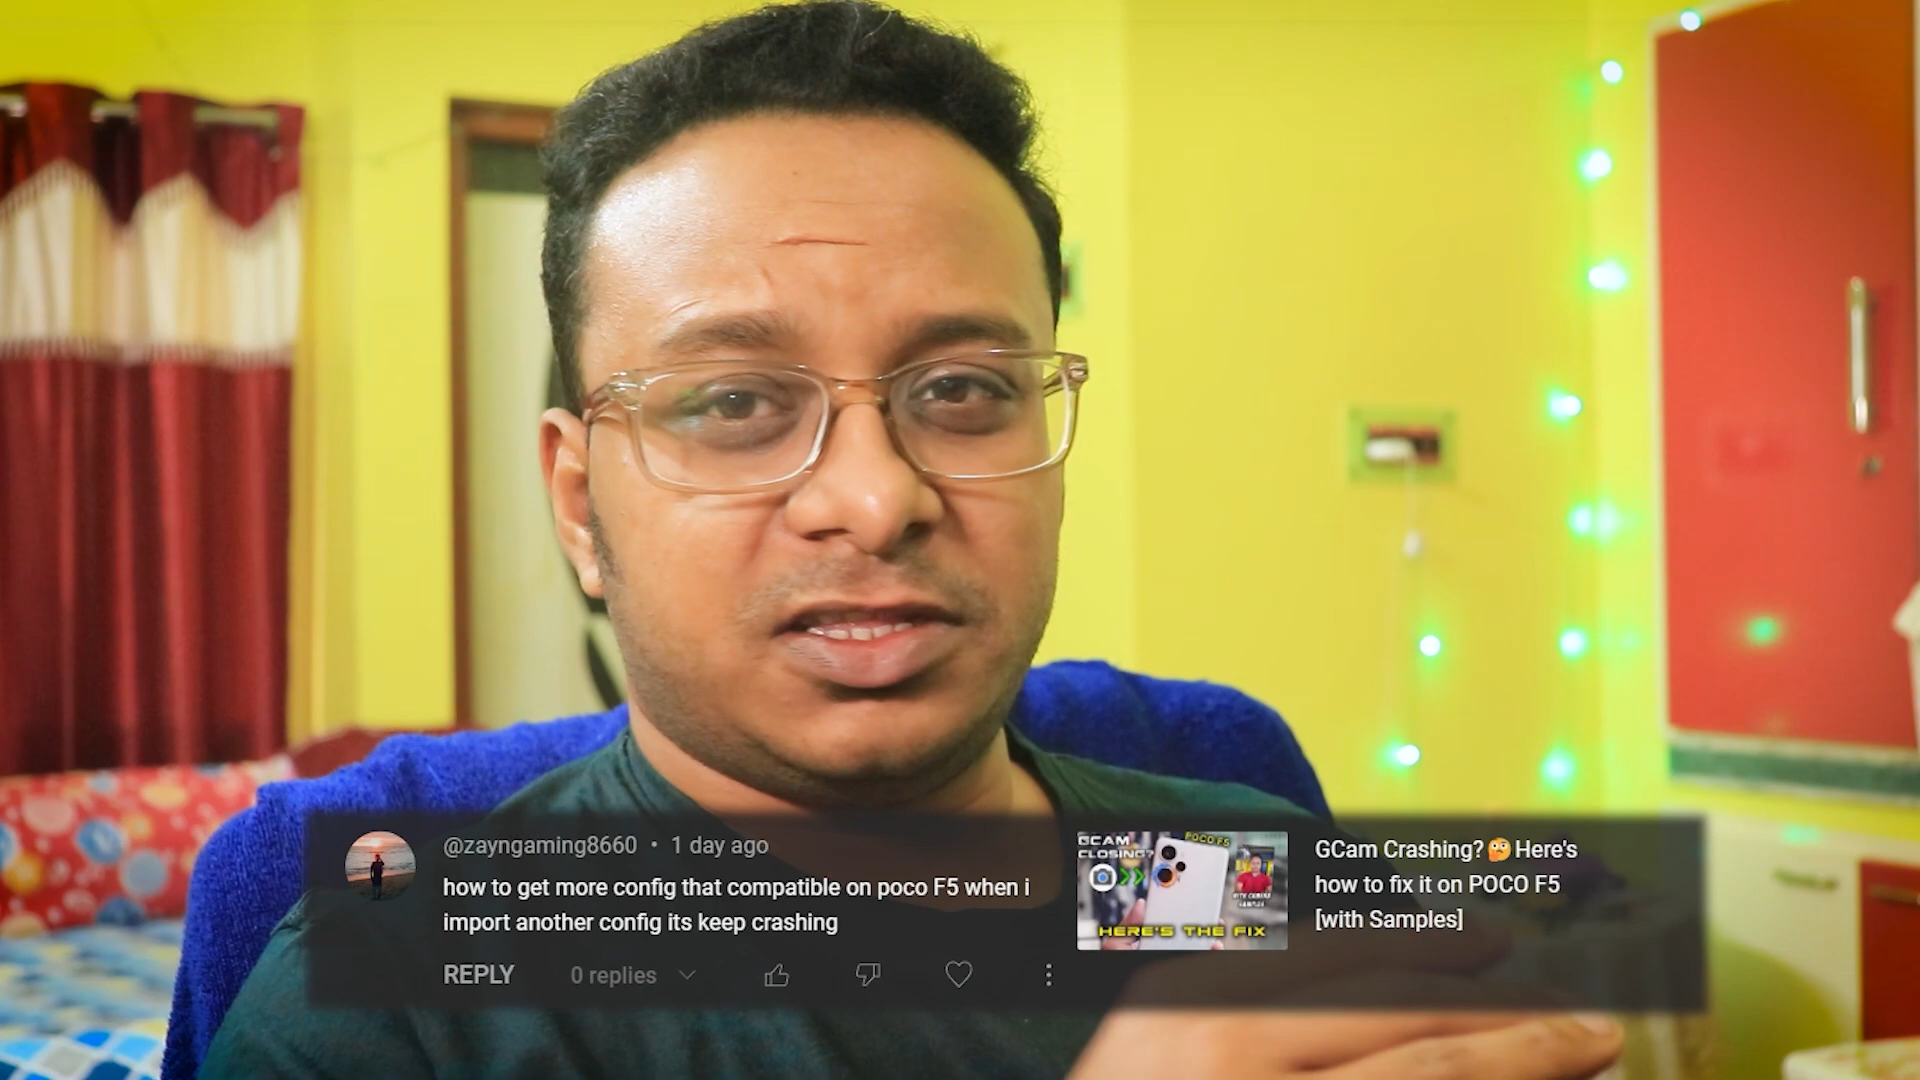 @zayngaming8660 • 1 day ago
how to get more config that compatible on poco F5 when i
import another config its keep crashing
REPLY
0 replies
GCAM
CLOSING?
POCO F5
HERE'S THE FIX
GCam Crashing?🤔Here's
how to fix it on POCO F5
[with Samples]